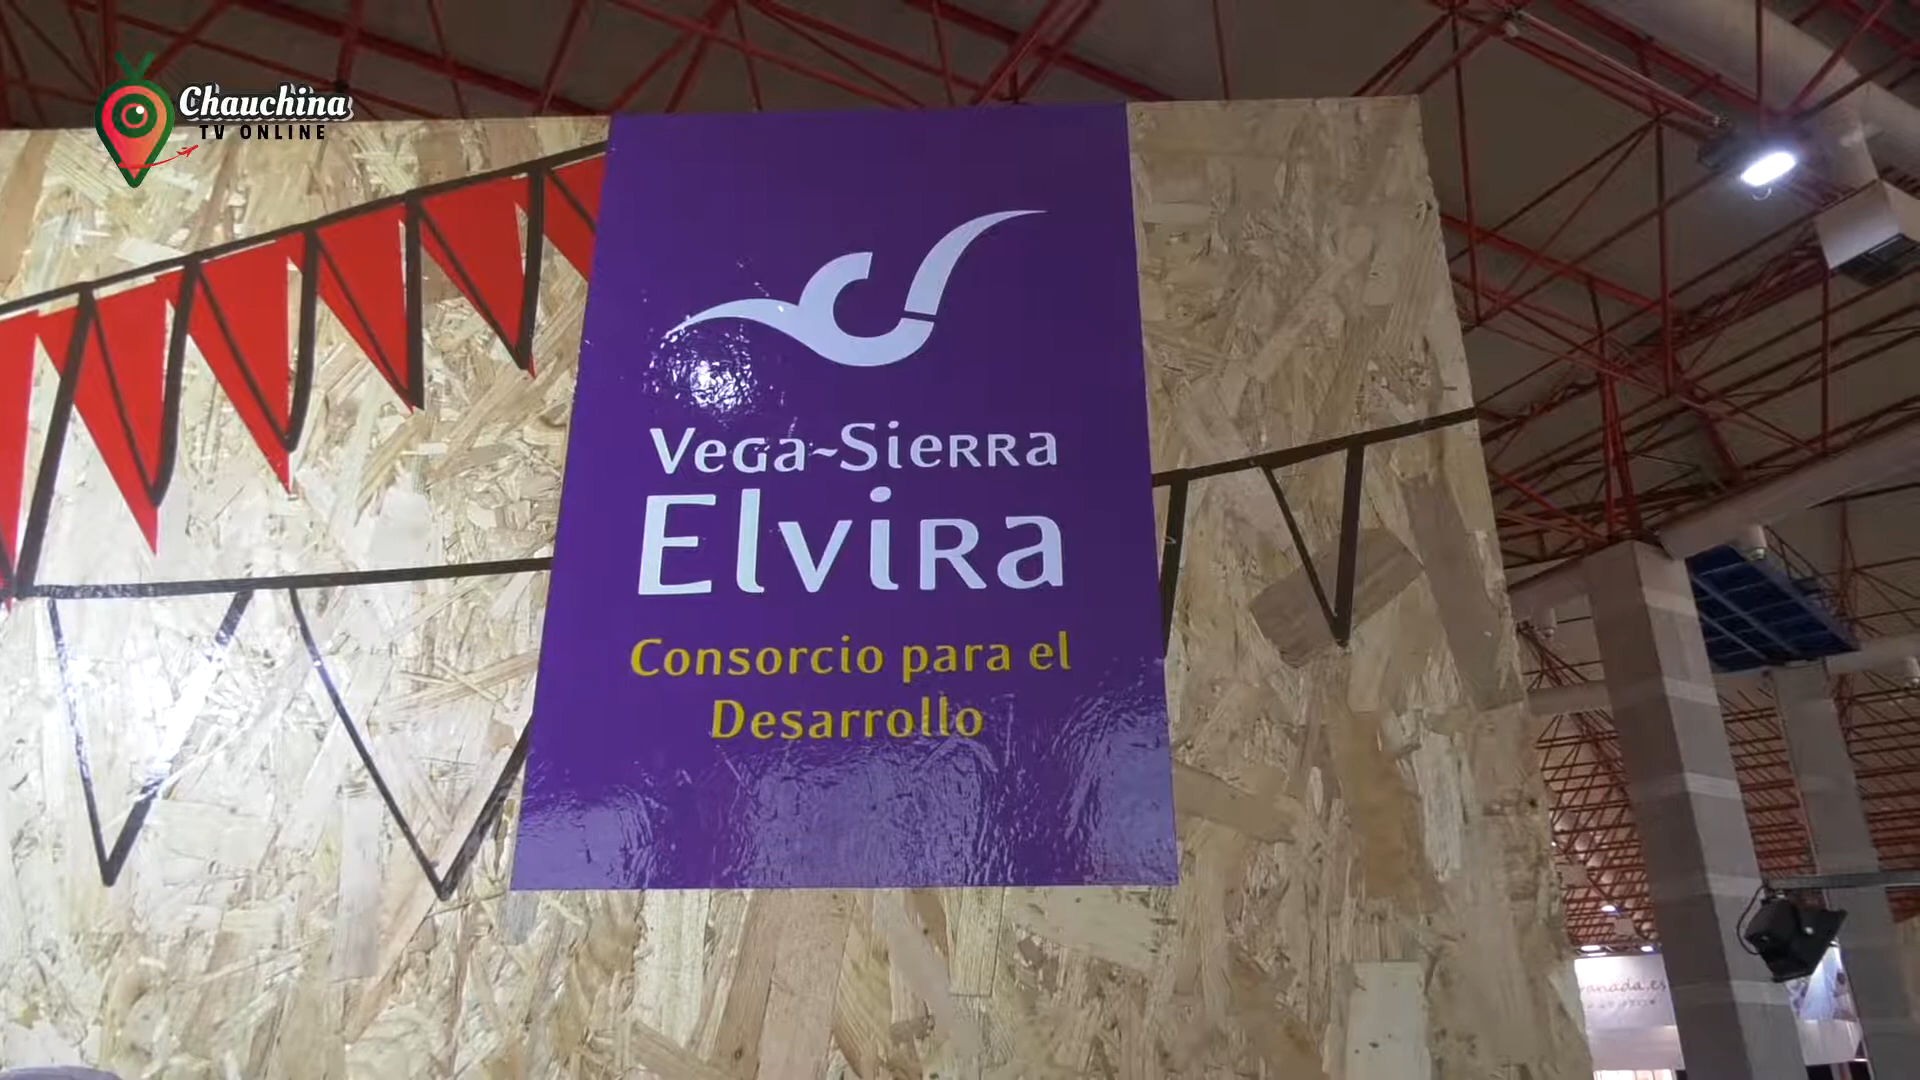 Chauchina
TV ONLINE
Vega~Sierra
Elvira
Consorcio para el
Desarrollo